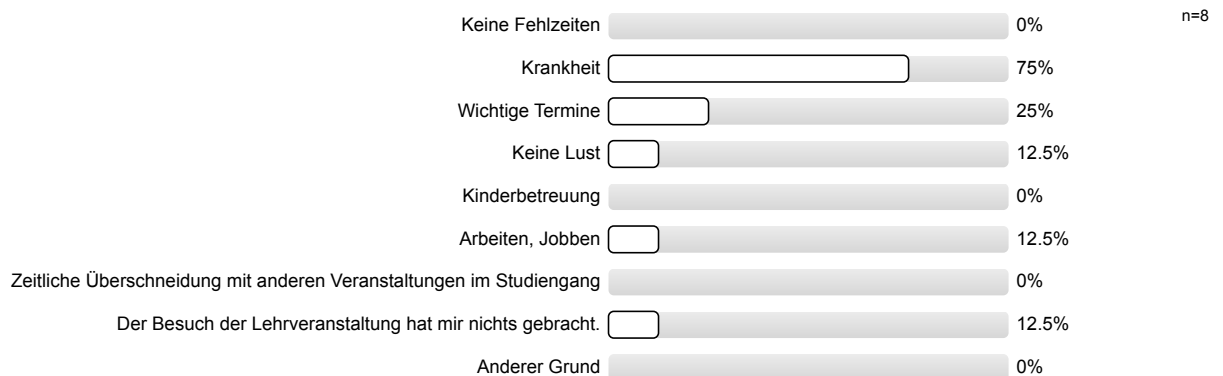 Keine Fehlzeiten 0% n=8
Krankheit 75%
Wichtige Termine 25%
Keine Lust 12.5%
Kinderbetreuung 0%
Arbeiten, Jobben 12.5%
Zeitliche Überschneidung mit anderen Veranstaltungen im Studiengang 0%
Der Besuch der Lehrveranstaltung hat mir nichts gebracht. 12.5%
Anderer Grund 0%